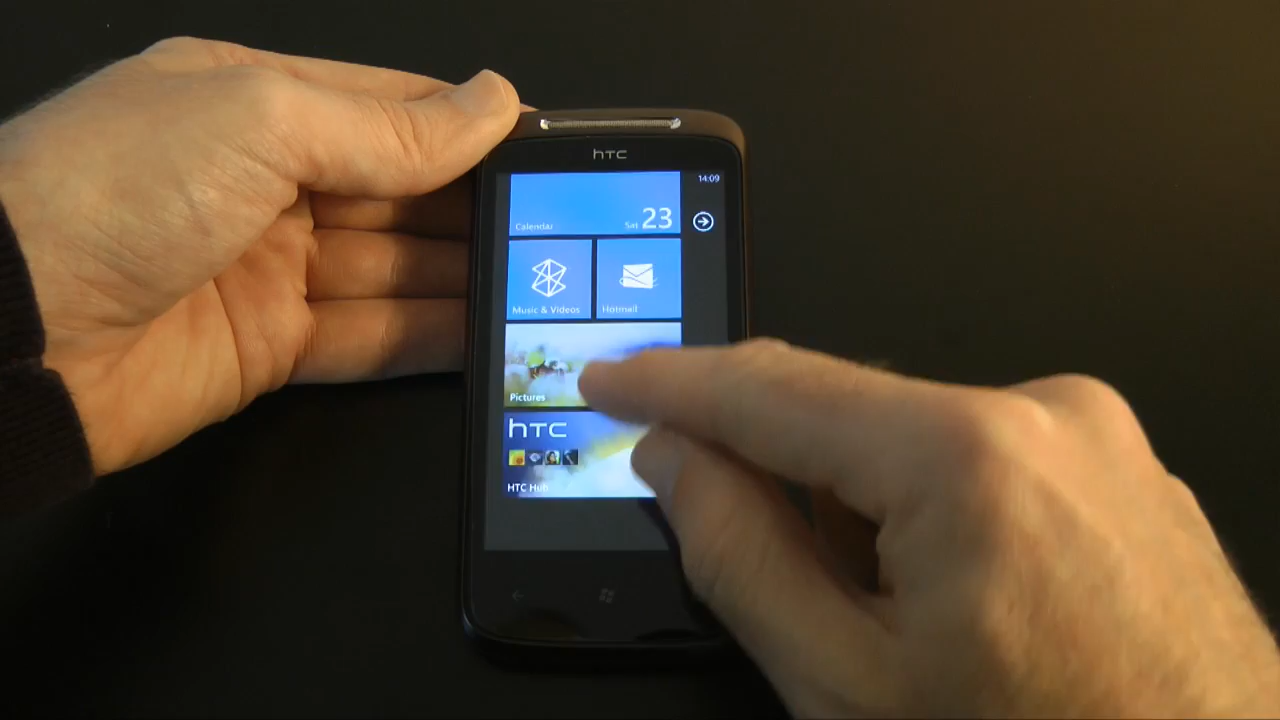 hTC
14:09
Calendar
Sat 23
Music & Videos
Hotmail
Pictures
hTC
HTC Hub